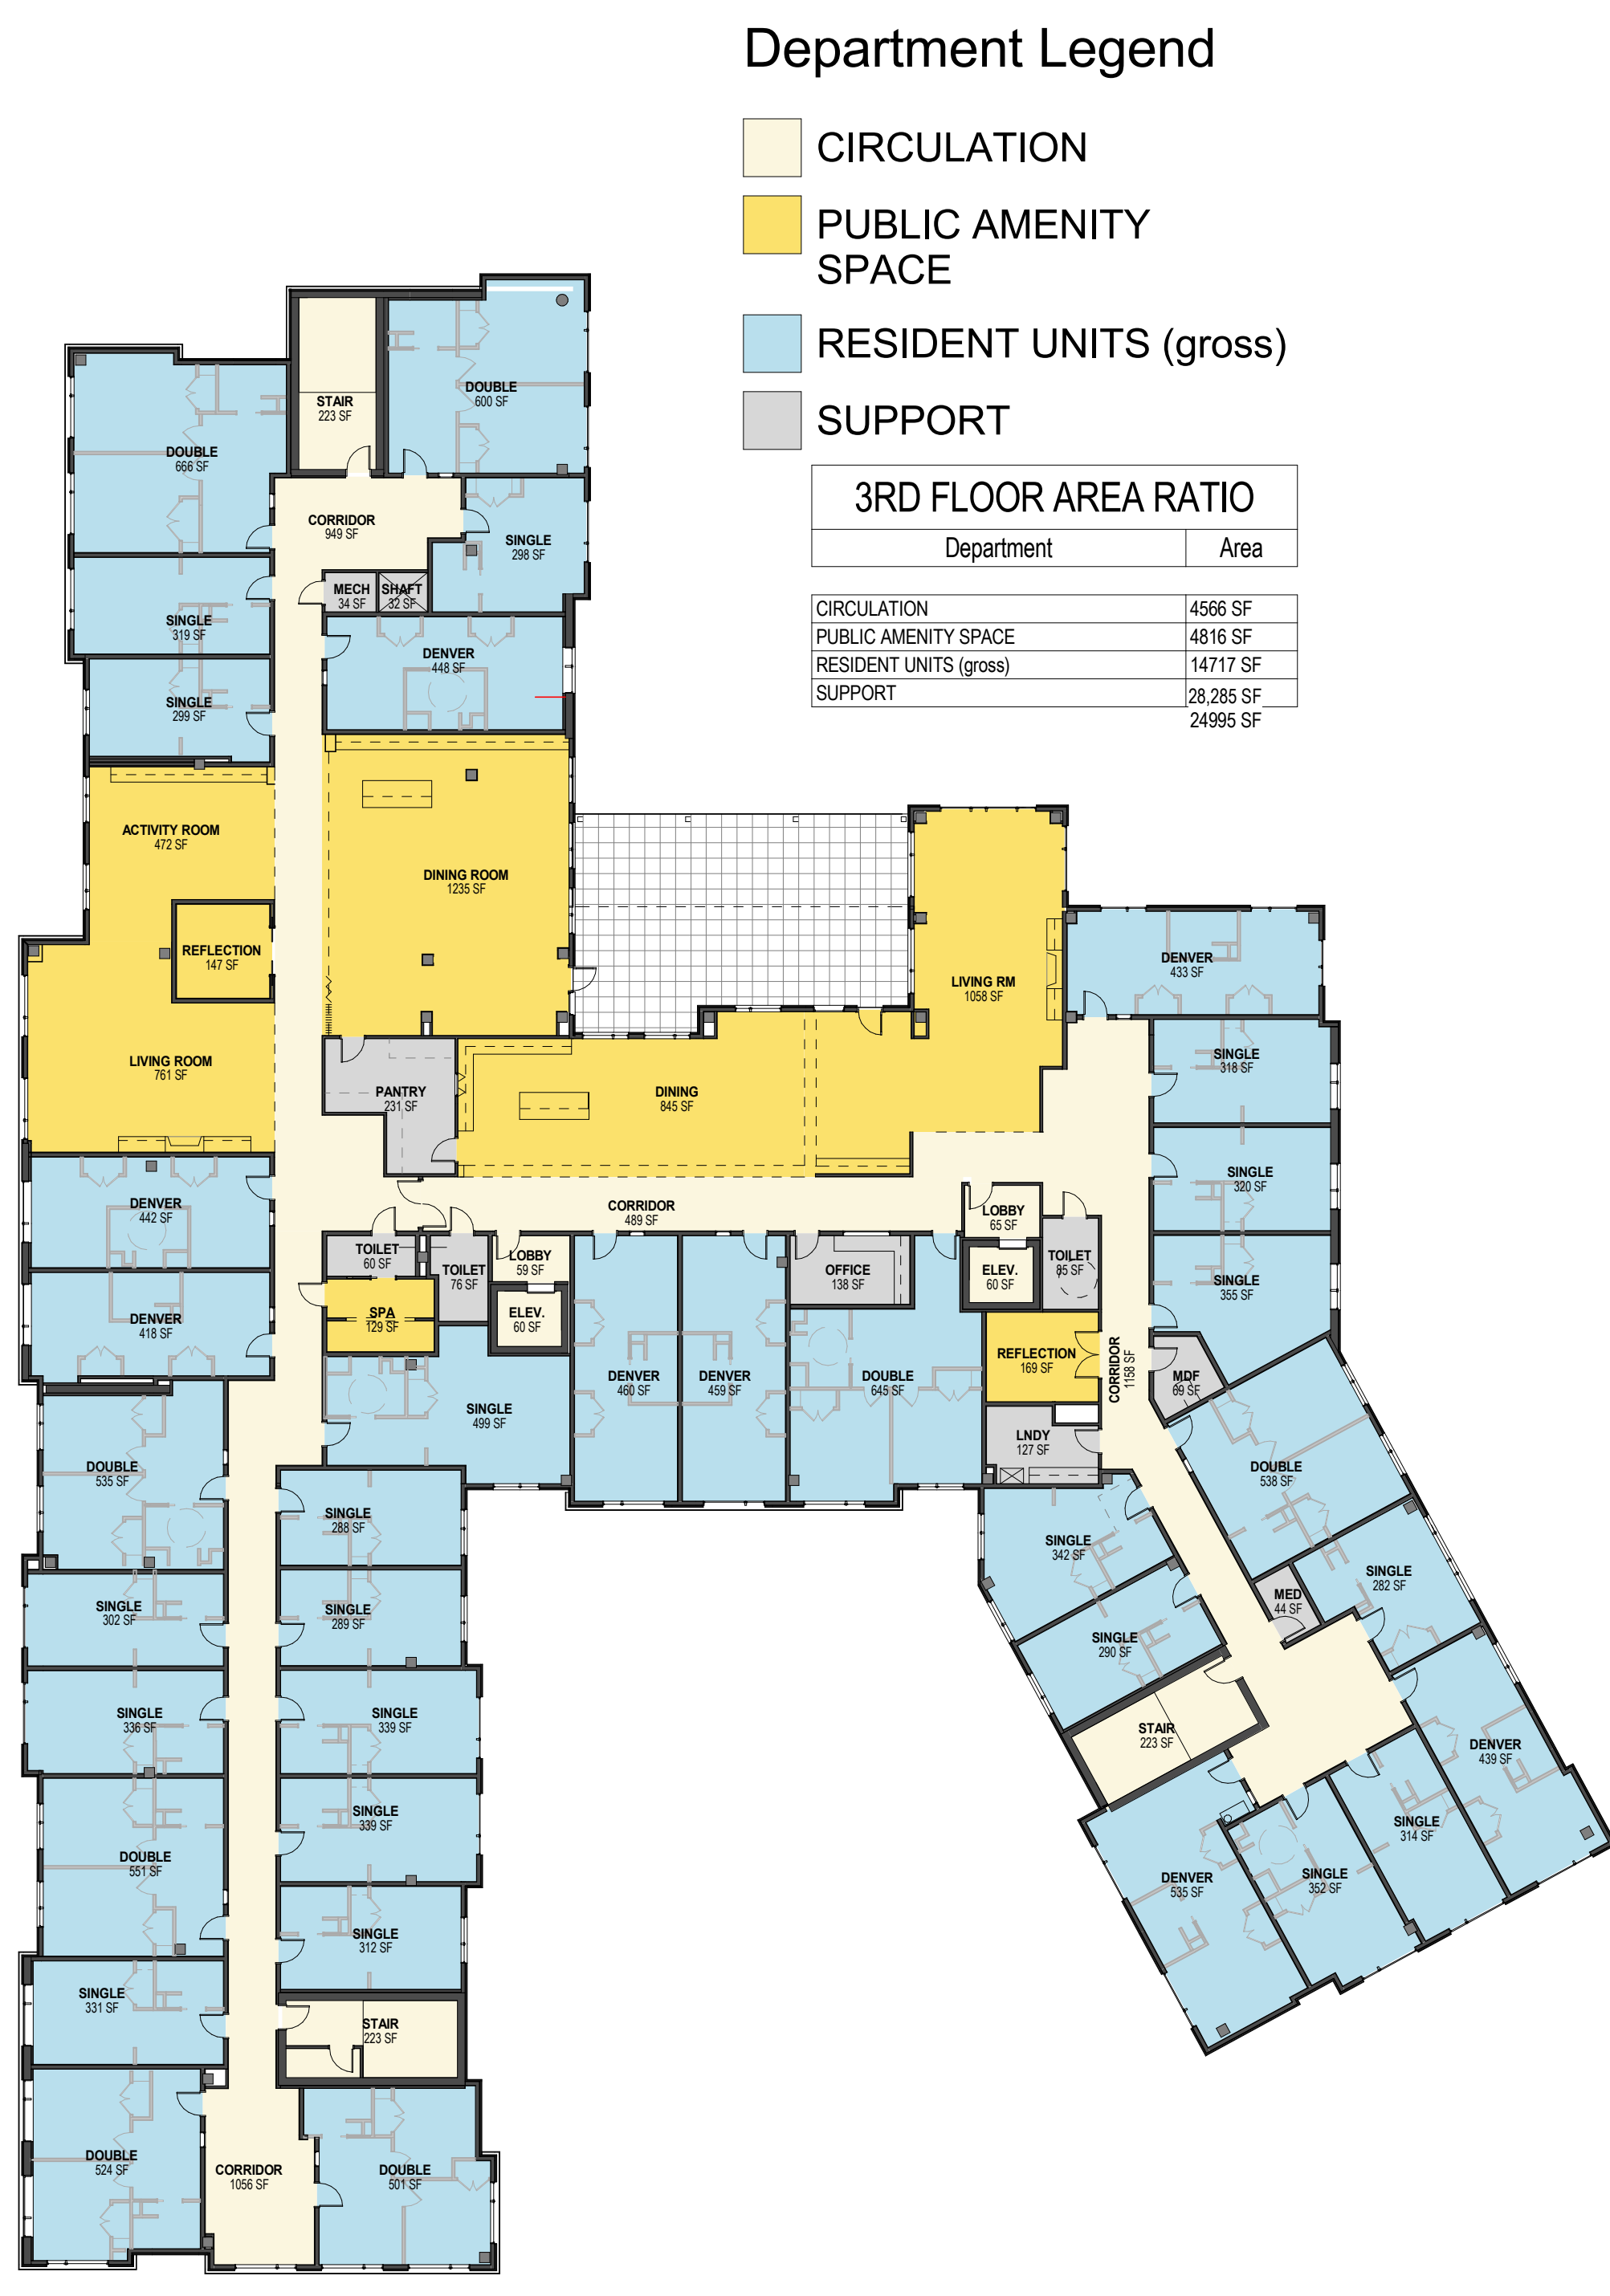 Department Legend
CIRCULATION
PUBLIC AMENITY
SPACE
RESIDENT UNITS (gross)
SUPPORT
3RD FLOOR AREA RATIO
Department Area
CIRCULATION 4566 SF
PUBLIC AMENITY SPACE 4816 SF
RESIDENT UNITS (gross) 14717 SF
SUPPORT 28,285 SF
24995 SF
STAIR
223 SF
DOUBLE
600 SF
DOUBLE
666 SF
CORRIDOR
949 SF
SINGLE
298 SF
MECH
34 SF
SHAFT
32 SF
SINGLE
319 SF
DENVER
448 SF
SINGLE
299 SF
ACTIVITY ROOM
472 SF
DINING ROOM
1235 SF
REFLECTION
147 SF
LIVING RM
1058 SF
DENVER
433 SF
LIVING ROOM
761 SF
PANTRY
231 SF
DINING
845 SF
SINGLE
318 SF
SINGLE
320 SF
DENVER
442 SF
CORRIDOR
489 SF
LOBBY
65 SF
TOILET
60 SF
TOILET
76 SF
LOBBY
59 SF
OFFICE
138 SF
ELEV.
60 SF
TOILET
85 SF
SINGLE
355 SF
DENVER
418 SF
SPA
129 SF
ELEV.
60 SF
REFLECTION
169 SF
CORRIDOR
1158 SF
MDF
69 SF
SINGLE
499 SF
DENVER
460 SF
DENVER
459 SF
DOUBLE
645 SF
LNDY
127 SF
DOUBLE
538 SF
DOUBLE
535 SF
SINGLE
288 SF
SINGLE
342 SF
SINGLE
282 SF
SINGLE
302 SF
SINGLE
289 SF
MED
44 SF
SINGLE
290 SF
SINGLE
336 SF
SINGLE
339 SF
STAIR
223 SF
DENVER
439 SF
SINGLE
339 SF
SINGLE
314 SF
DOUBLE
551 SF
DENVER
535 SF
SINGLE
352 SF
SINGLE
312 SF
SINGLE
331 SF
STAIR
223 SF
DOUBLE
524 SF
CORRIDOR
1056 SF
DOUBLE
501 SF